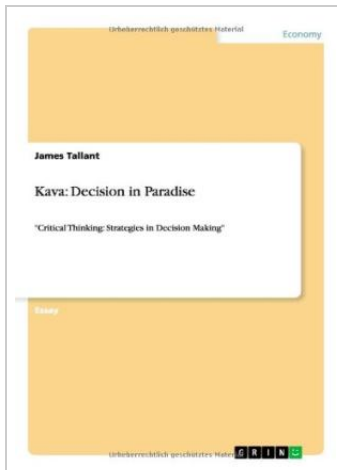 Urheberrechtlich geschütztes Material
Economy
James Tallant
Kava: Decision in Paradise
"Critical Thinking: Strategies in Decision Making"
Essay
Urheberrechtlich geschütztes Mater
GRIN